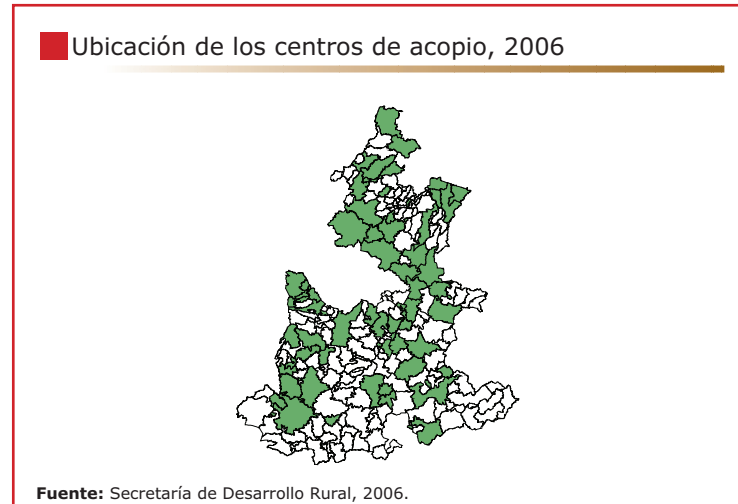 Ubicación de los centros de acopio, 2006
Fuente: Secretaría de Desarrollo Rural, 2006.